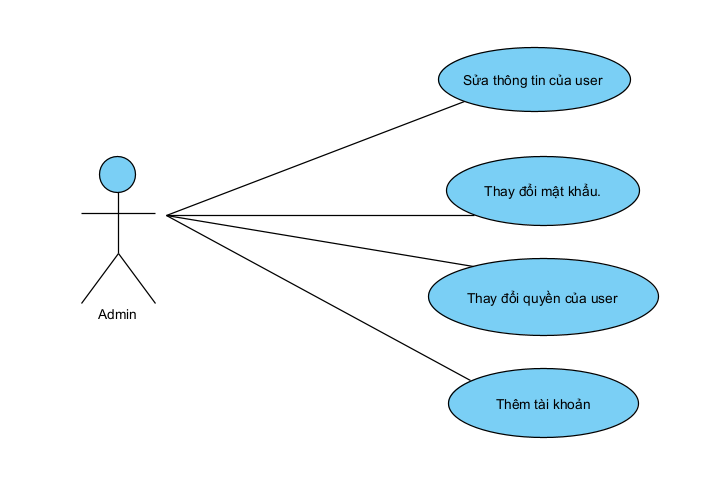 Sửa thông tin của user
Thay đổi mật khẩu.
Thay đổi quyền của user
Admin
Thêm tài khoản